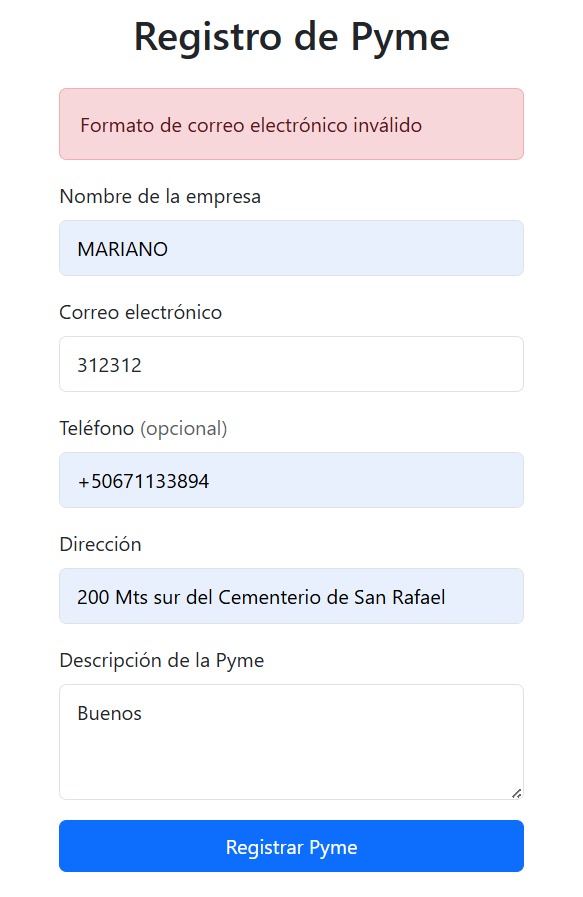 Registro de Pyme
Formato de correo electrónico inválido
Nombre de la empresa
MARIANO
Correo electrónico
312312
Teléfono (opcional)
+50671133894
Dirección
200 Mts sur del Cementerio de San Rafael
Descripción de la Pyme
Buenos
Registrar Pyme